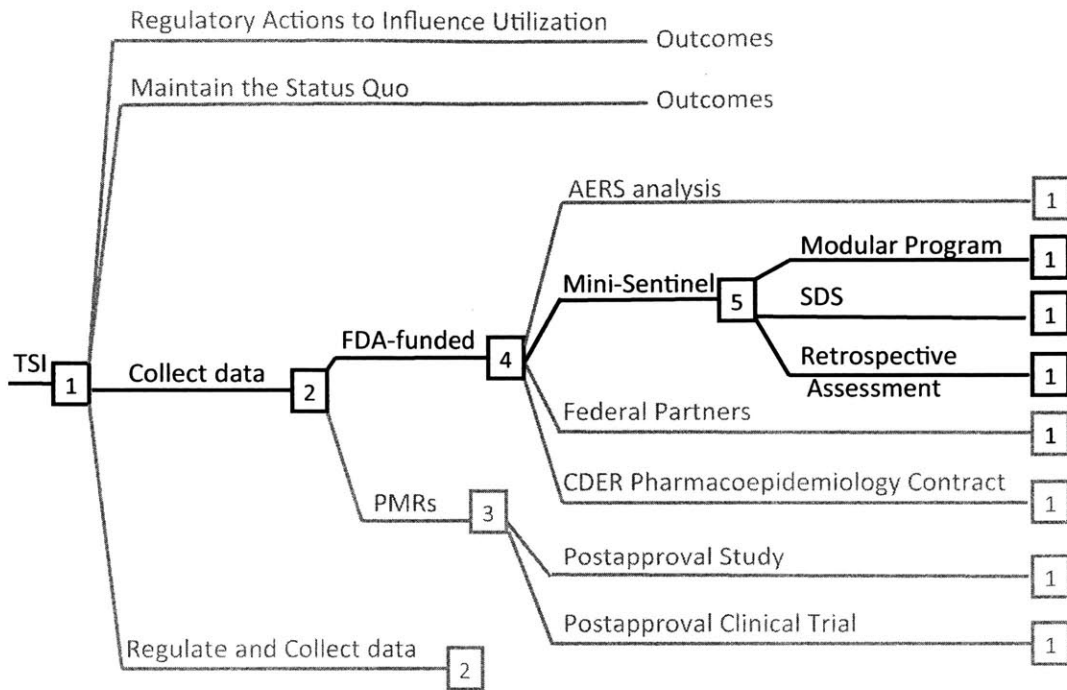 Regulatory Actions to Influence Utilization
Outcomes
Maintain the Status Quo
Outcomes
AERS analysis
1
Modular Program
1
Mini-Sentinel
5
SDS
1
FDA-funded
4
Retrospective
Assessment
1
TSI
1
Collect data
2
Federal Partners
1
CDER Pharmacoepidemiology Contract
1
PMRs
3
Postapproval Study
1
Postapproval Clinical Trial
1
Regulate and Collect data
2